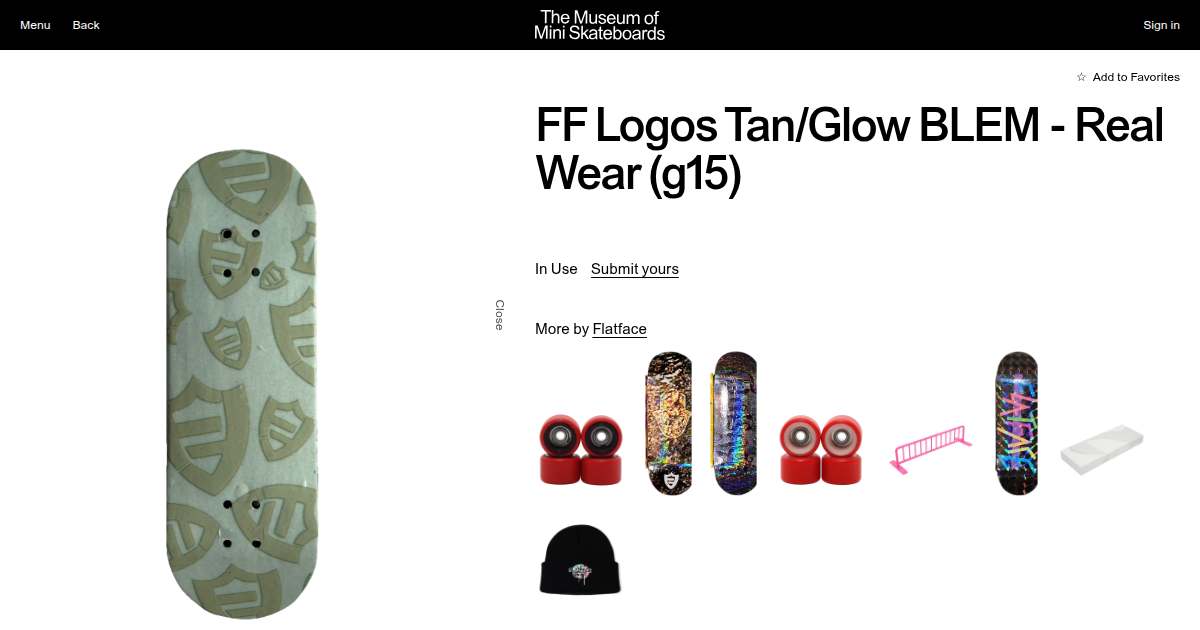 Menu
Back
The Museum of
Mini Skateboards
Sign in
☆ Add to Favorites
FF Logos Tan/Glow BLEM - Real
Wear (g15)
In Use
Submit yours
Close
More by Flatface